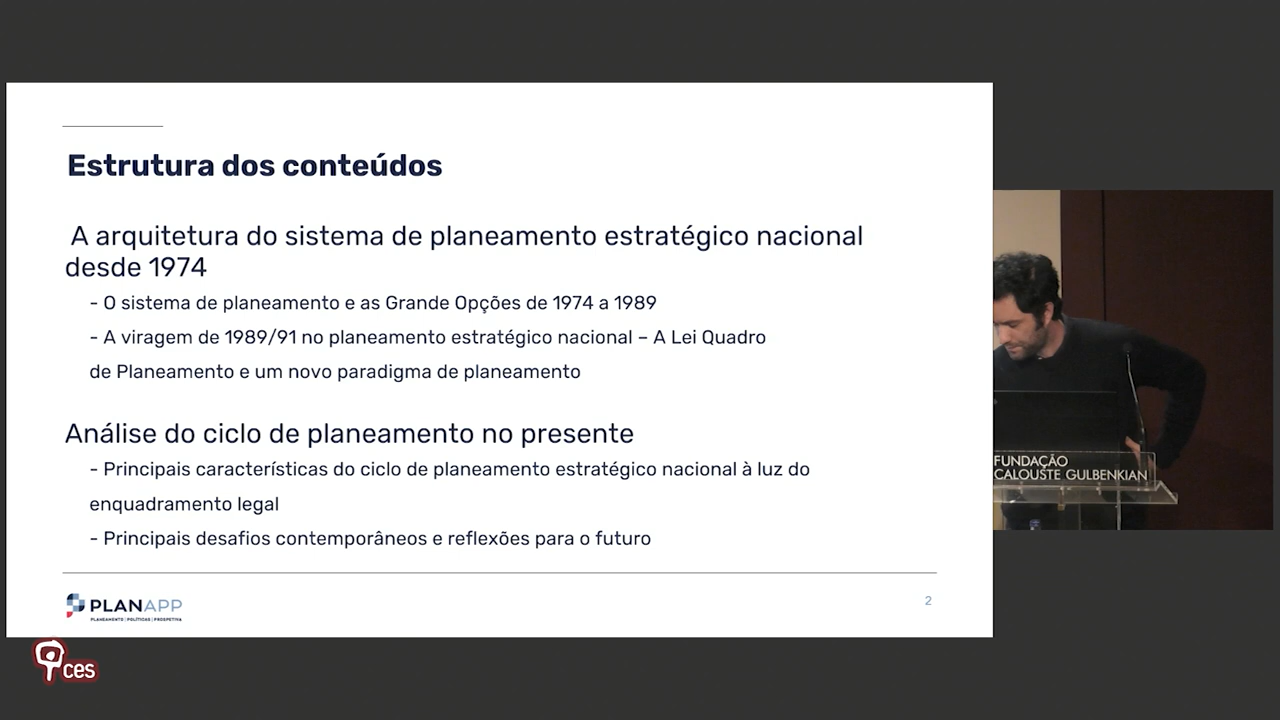 Estrutura dos conteúdos
A arquitetura do sistema de planeamento estratégico nacional
desde 1974
- O sistema de planeamento e as Grande Opções de 1974 a 1989
- A viragem de 1989/91 no planeamento estratégico nacional – A Lei Quadro
de Planeamento e um novo paradigma de planeamento
Análise do ciclo de planeamento no presente
- Principais características do ciclo de planeamento estratégico nacional à luz do
enquadramento legal
- Principais desafios contemporâneos e reflexões para o futuro
PLANAPP
PLANEAMENTO | POLÍTICAS | PROSPETIVA
2
FUNDAÇÃO
CALOUSTE GULBENKIAN
ces